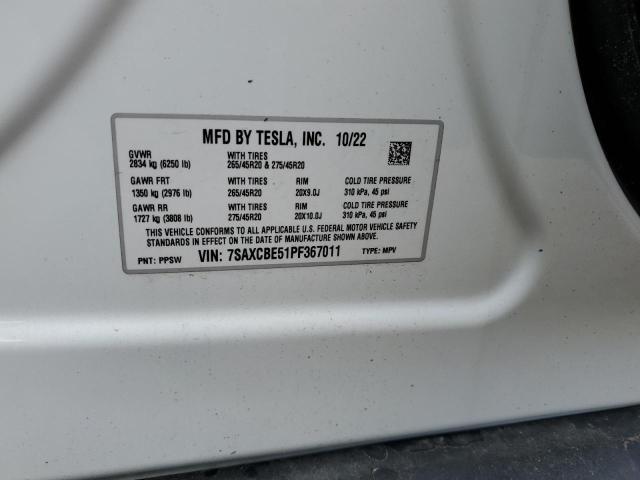 MFD BY TESLA, INC. 10/22
GVWR WITH TIRES
2834 kg (6250 lb) 265/45R20 & 275/45R20
GAWR FRT WITH TIRES RIM COLD TIRE PRESSURE
1350 kg (2976 lb) 265/45R20 20X9.0J 310 kPa, 45 psi
GAWR RR WITH TIRES RIM COLD TIRE PRESSURE
1727 kg (3808 lb) 275/45R20 20X10.0J 310 kPa, 45 psi
THIS VEHICLE CONFORMS TO ALL APPLICABLE U.S. FEDERAL MOTOR VEHICLE SAFETY
STANDARDS IN EFFECT ON THE DATE OF MANUFACTURE SHOWN ABOVE.
PNT: PPSW VIN: 7SAXCBE51PF367011 TYPE: MPV